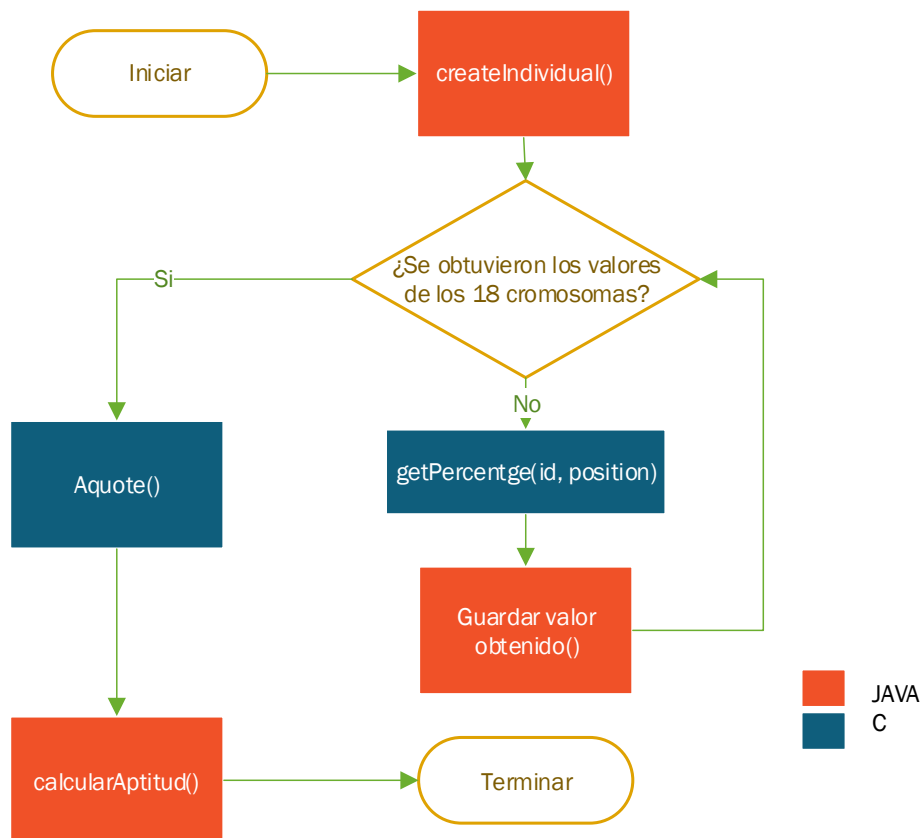 Iniciar
createIndividual()
¿Se obtuvieron los valores
de los 18 cromosomas?
Si
No
Aquote()
getPercentge(id, position)
Guardar valor
obtenido()
JAVA
C
calcularAptitud()
Terminar